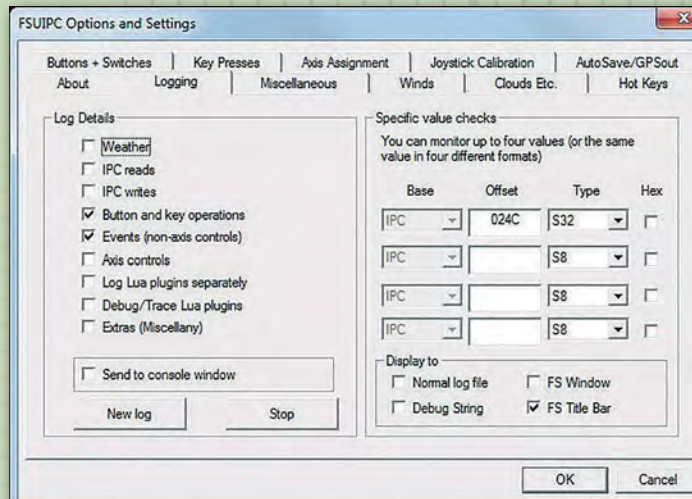 FSUIPC Options and Settings
Buttons + Switches
Key Presses
Axis Assignment
Joystick Calibration
AutoSave/GPSout
About
Logging
Miscellaneous
Winds
Clouds Etc.
Hot Keys
Log Details
Weather
IPC reads
IPC writes
Button and key operations
Events (non-axis controls)
Axis controls
Log Lua plugins separately
Debug/Trace Lua plugins
Extras (Miscellany)
Send to console window
New log
Stop
Specific value checks
You can monitor up to four values (or the same
value in four different formats)
Base
Offset
Type
Hex
IPC
024C
S32
IPC
S8
IPC
S8
IPC
S8
Display to
Normal log file
FS Window
Debug String
FS Title Bar
OK
Cancel